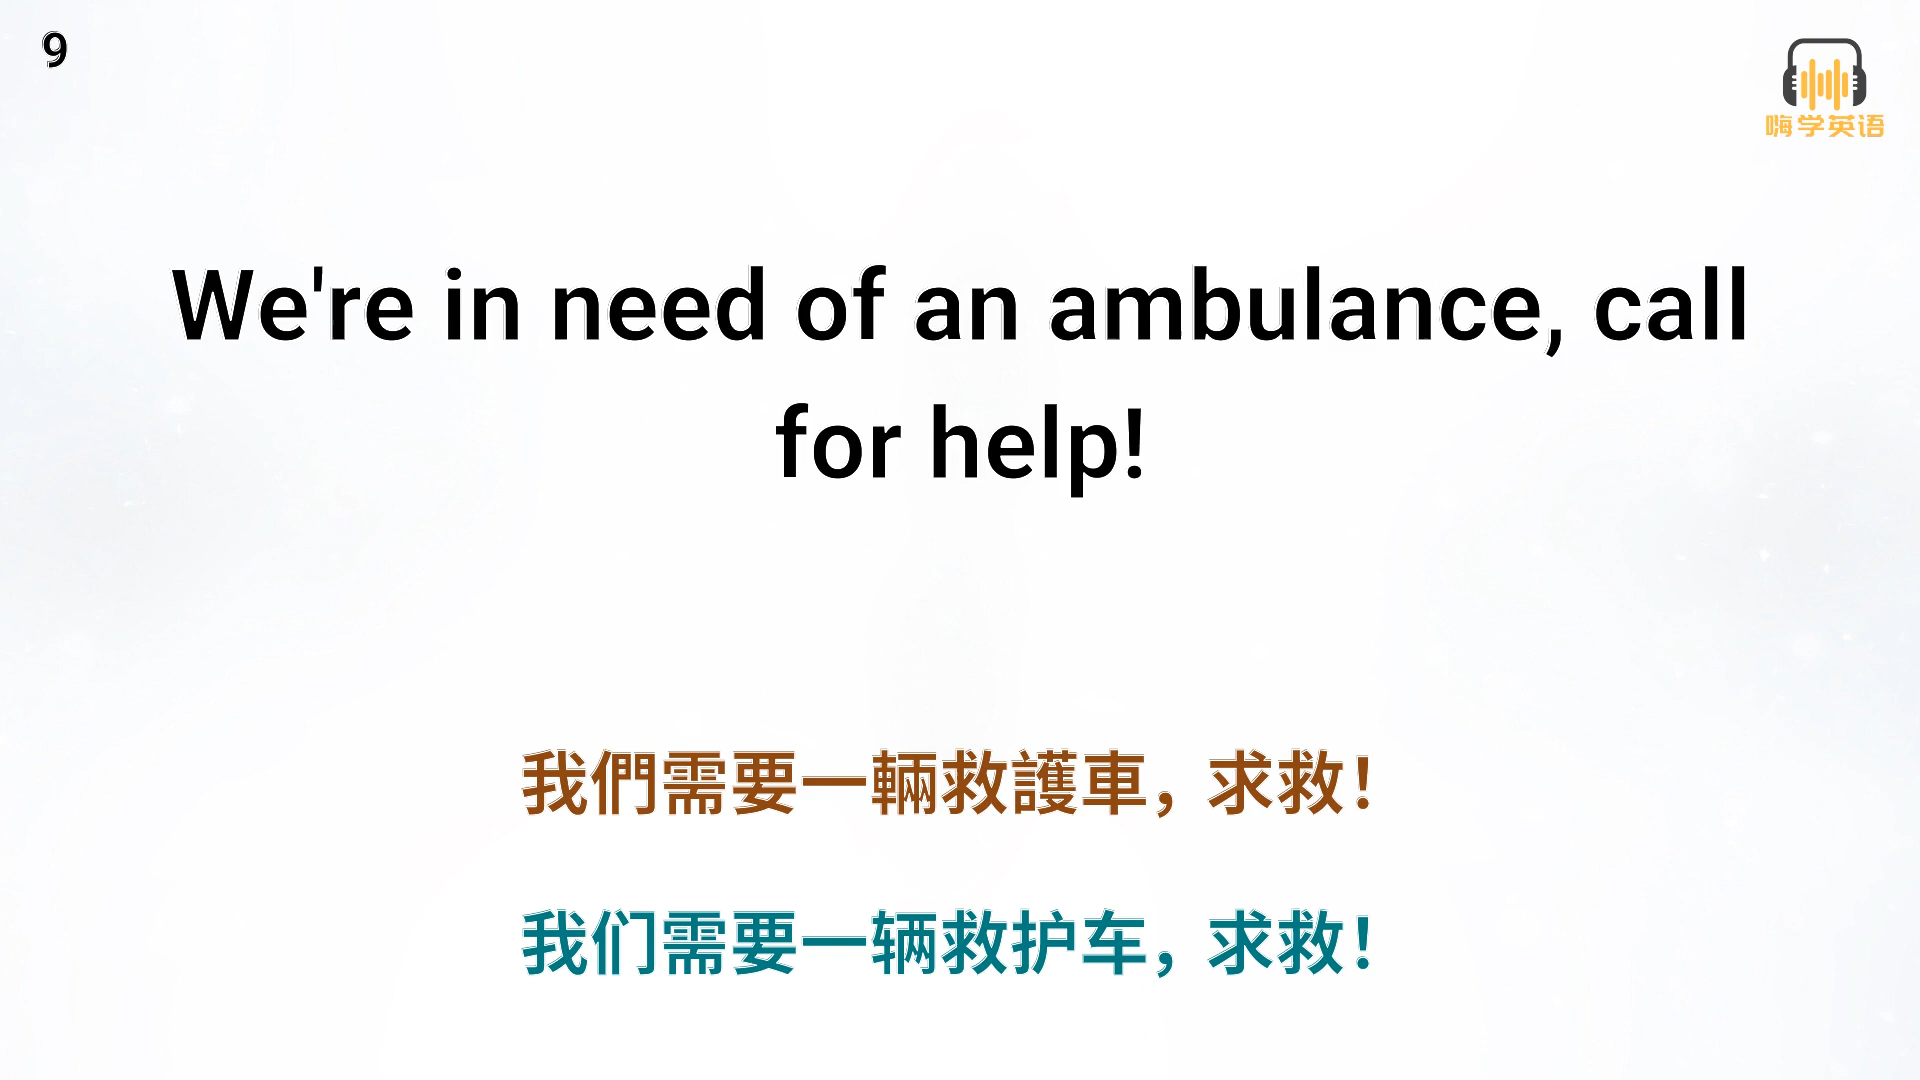 9
嗨学英语
We're in need of an ambulance, call
for help!
我們需要一輛救護車，求救！
我们需要一辆救护车，求救！